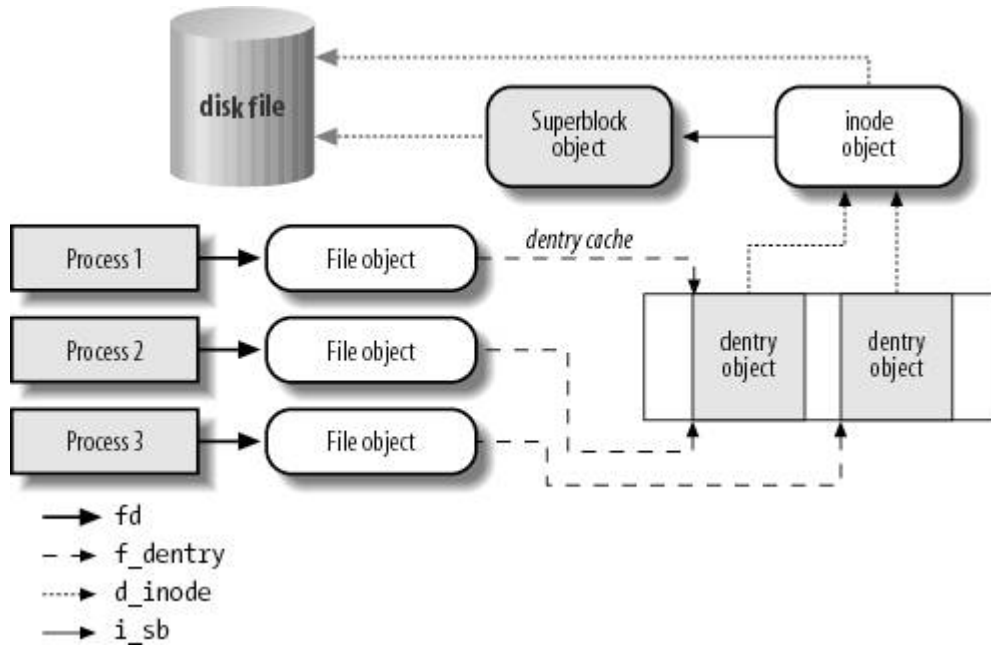 disk file
Superblock
object
inode
object
Process 1
File object
dentry cache
Process 2
File object
dentry
object
dentry
object
Process 3
File object
fd
f_dentry
d_inode
i_sb